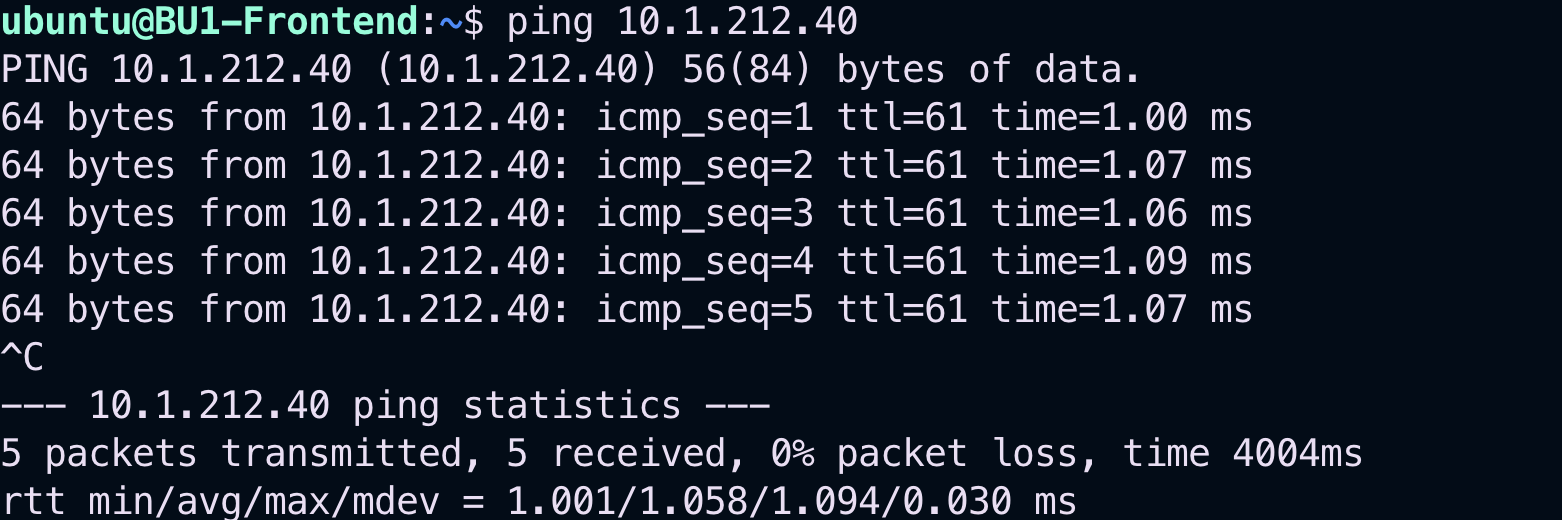 ubuntu@BU1-Frontend:~$ ping 10.1.212.40
PING 10.1.212.40 (10.1.212.40) 56(84) bytes of data.
64 bytes from 10.1.212.40: icmp_seq=1 ttl=61 time=1.00 ms
64 bytes from 10.1.212.40: icmp_seq=2 ttl=61 time=1.07 ms
64 bytes from 10.1.212.40: icmp_seq=3 ttl=61 time=1.06 ms
64 bytes from 10.1.212.40: icmp_seq=4 ttl=61 time=1.09 ms
64 bytes from 10.1.212.40: icmp_seq=5 ttl=61 time=1.07 ms
^C
--- 10.1.212.40 ping statistics ---
5 packets transmitted, 5 received, 0% packet loss, time 4004ms
rtt min/avg/max/mdev = 1.001/1.058/1.094/0.030 ms